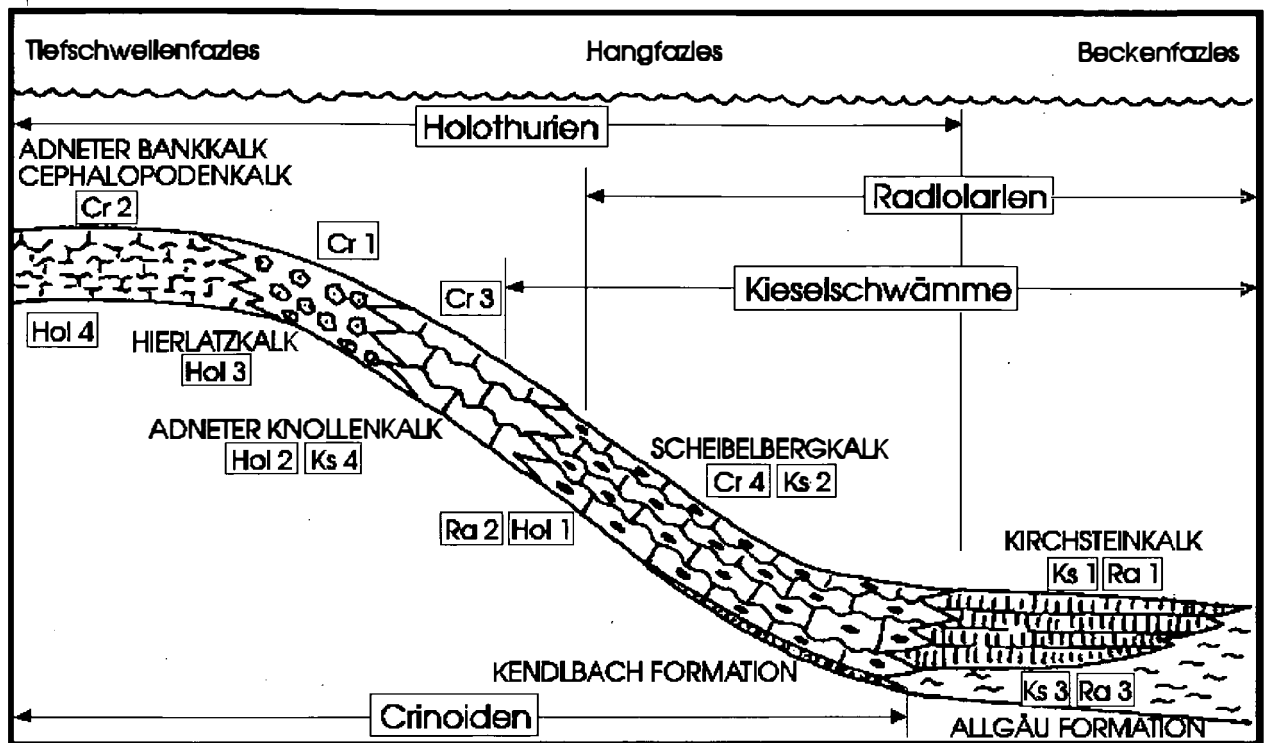 Tiefschwellenfazies Hangfazies Beckenfazies
Holothurien
ADNETER BANKKALK
CEPHALOPODENKALK
Cr 2
Radiolarien
Cr 1
Kieselschwämme
Cr 3
Hol 4
HIERLATZKALK
Hol 3
ADNETER KNOLLENKALK
Hol 2 Ks 4
SCHEIBELBERGKALK
Cr 4 Ks 2
Ra 2 Hol 1
KIRCHSTEINKALK
Ks 1 Ra 1
KENDLBACH FORMATION
Ks 3 Ra 3
Crinoiden
ALLGÄU FORMATION